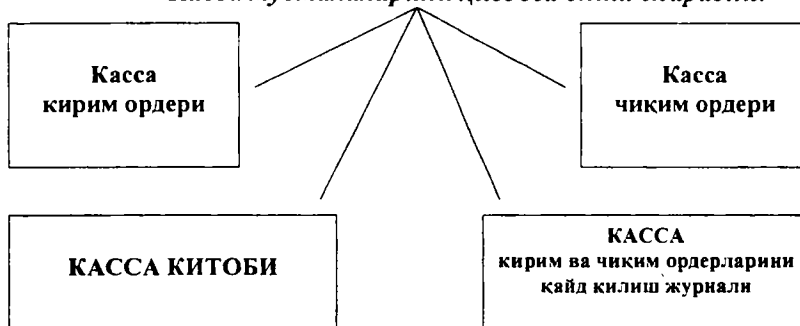 Касса
кирим ордери
Касса
чиқим ордери
КАССА КИТОБИ
КАССА
кирим ва чиқим ордерларини
қайд қилиш журнали